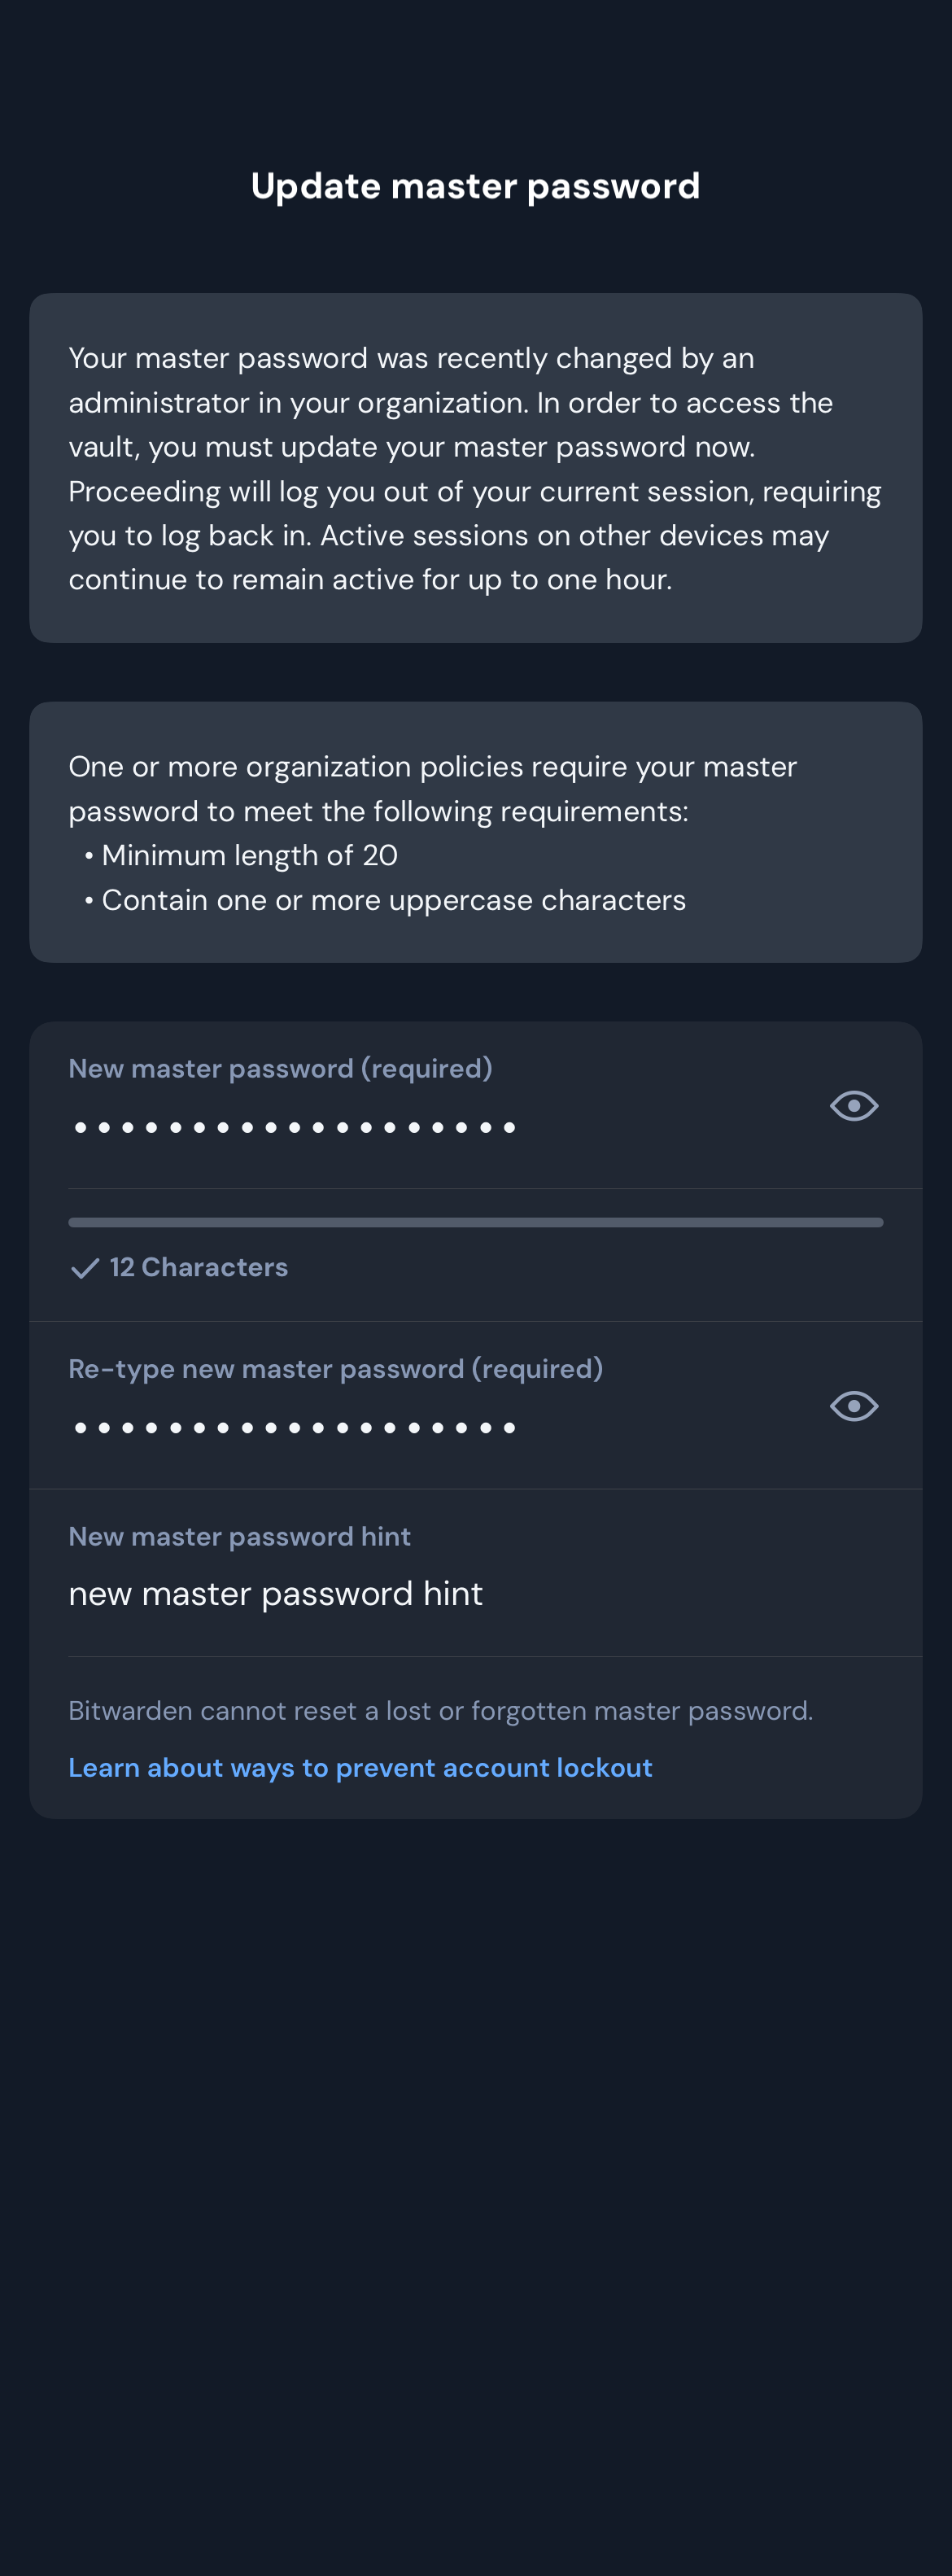 Update master password
Your master password was recently changed by an
administrator in your organization. In order to access the
vault, you must update your master password now.
Proceeding will log you out of your current session, requiring
you to log back in. Active sessions on other devices may
continue to remain active for up to one hour.
One or more organization policies require your master
password to meet the following requirements:
• Minimum length of 20
• Contain one or more uppercase characters
New master password (required)
•••••••••••••••••••
12 Characters
Re-type new master password (required)
•••••••••••••••••••
New master password hint
new master password hint
Bitwarden cannot reset a lost or forgotten master password.
Learn about ways to prevent account lockout